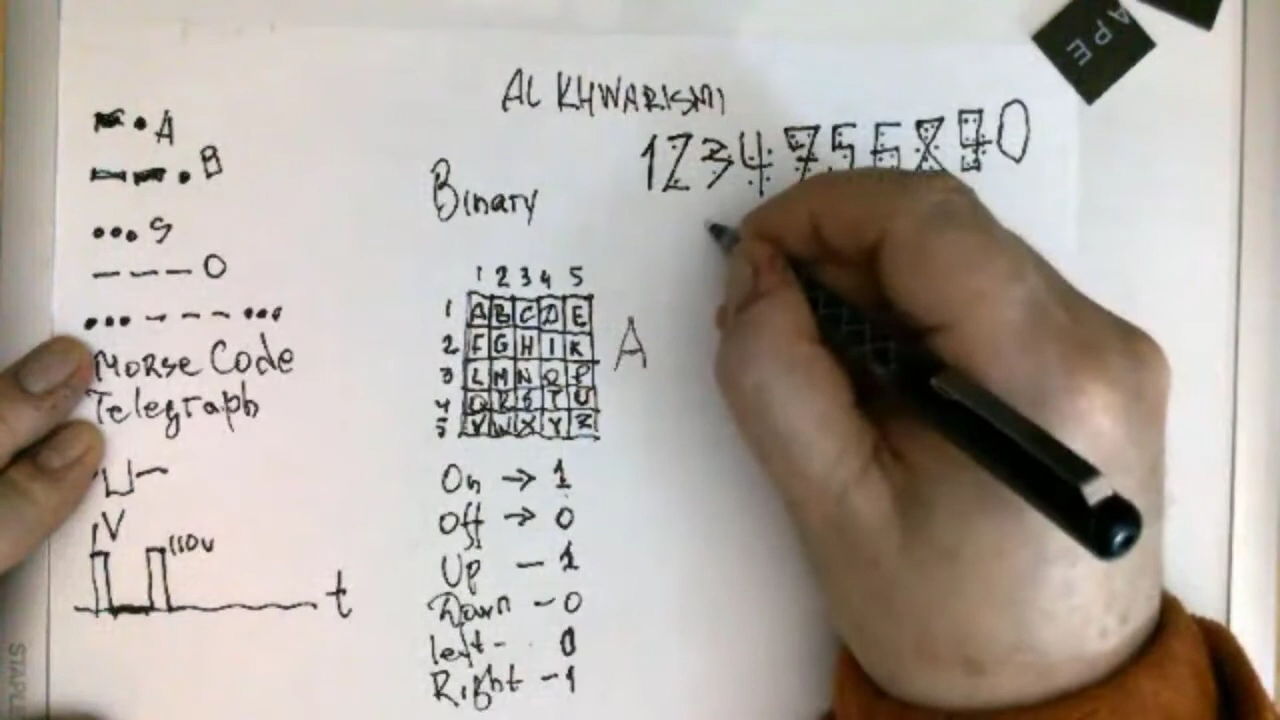 APE
AL KHWARISMI
1 2 3 4 7 5 6 8 9 0
A
B
S
O
Morse Code
Telegraph
V
110v
t
Binary
1 2 3 4 5
1 A B C D E
2 F G H I K
3 L M N O P
4 Q R S T U
5 V W X Y Z
A
On → 1
Off → 0
Up - 1
Down - 0
left - 0
Right - 1